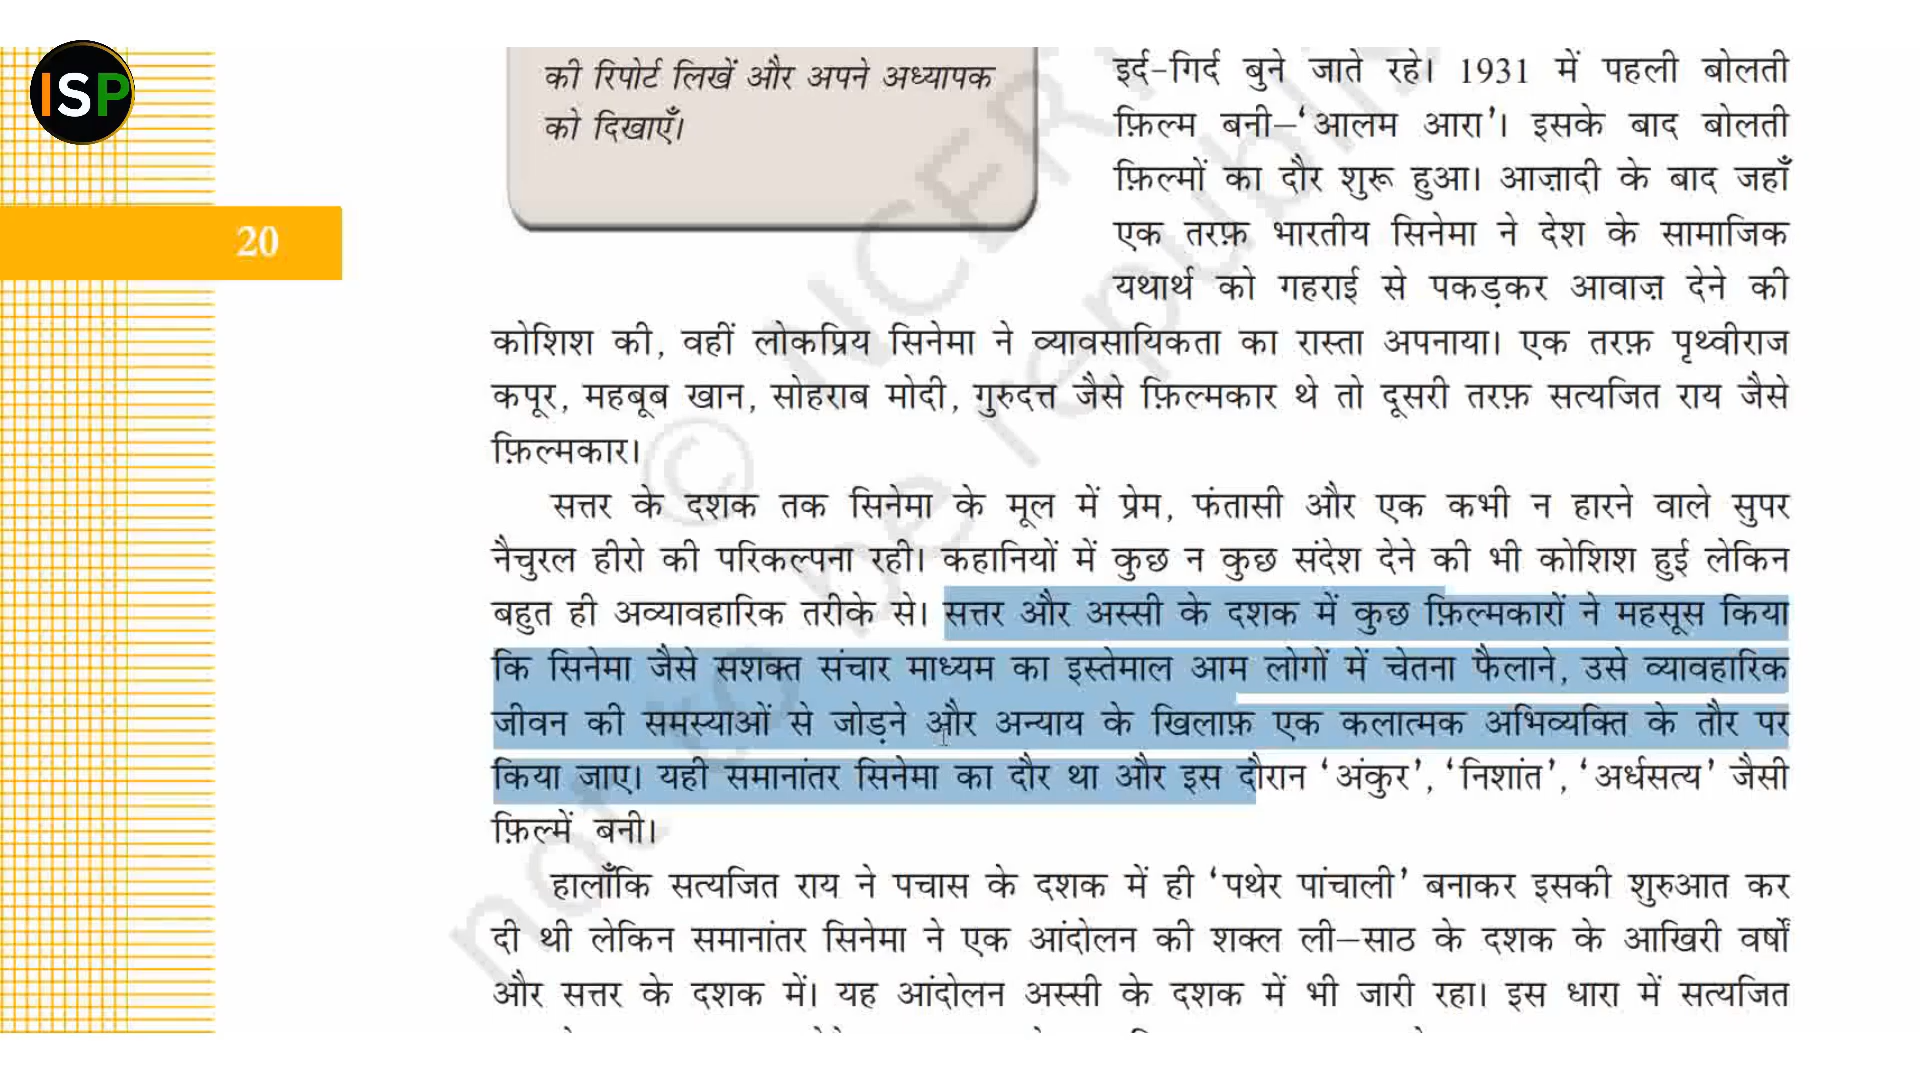 ISP
20
की रिपोर्ट लिखें और अपने अध्यापक
को दिखाएँ।
इर्द-गिर्द बुने जाते रहे। 1931 में पहली बोलती
फ़िल्म बनी–‘आलम आरा’। इसके बाद बोलती
फ़िल्मों का दौर शुरू हुआ। आज़ादी के बाद जहाँ
एक तरफ़ भारतीय सिनेमा ने देश के सामाजिक
यथार्थ को गहराई से पकड़कर आवाज़ देने की
कोशिश की, वहीं लोकप्रिय सिनेमा ने व्यावसायिकता का रास्ता अपनाया। एक तरफ़ पृथ्वीराज
कपूर, महबूब खान, सोहराब मोदी, गुरुदत्त जैसे फ़िल्मकार थे तो दूसरी तरफ़ सत्यजित राय जैसे
फ़िल्मकार।
सत्तर के दशक तक सिनेमा के मूल में प्रेम, फंतासी और एक कभी न हारने वाले सुपर
नैचुरल हीरो की परिकल्पना रही। कहानियों में कुछ न कुछ संदेश देने की भी कोशिश हुई लेकिन
बहुत ही अव्यावहारिक तरीके से। सत्तर और अस्सी के दशक में कुछ फ़िल्मकारों ने महसूस किया
कि सिनेमा जैसे सशक्त संचार माध्यम का इस्तेमाल आम लोगों में चेतना फैलाने, उसे व्यावहारिक
जीवन की समस्याओं से जोड़ने और अन्याय के खिलाफ़ एक कलात्मक अभिव्यक्ति के तौर पर
किया जाए। यही समानांतर सिनेमा का दौर था और इस दौरान ‘अंकुर’, ‘निशांत’, ‘अर्धसत्य’ जैसी
फ़िल्में बनी।
हालाँकि सत्यजित राय ने पचास के दशक में ही ‘पथेर पांचाली’ बनाकर इसकी शुरुआत कर
दी थी लेकिन समानांतर सिनेमा ने एक आंदोलन की शक्ल ली–साठ के दशक के आखिरी वर्षों
और सत्तर के दशक में। यह आंदोलन अस्सी के दशक में भी जारी रहा। इस धारा में सत्यजित
© NCER
not to be republi